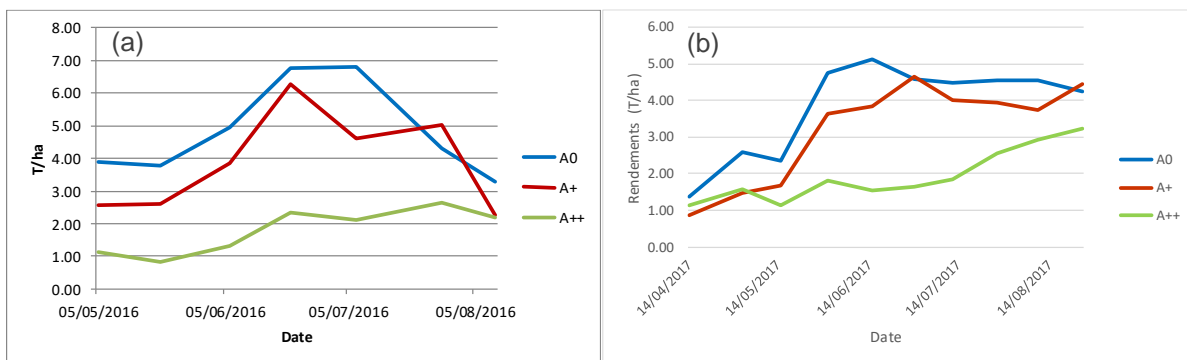 (a)
8.00
7.00
6.00
5.00
4.00
3.00
2.00
1.00
0.00
T/ha
05/05/2016 05/06/2016 05/07/2016 05/08/2016
Date
A0
A+
A++
(b)
6.00
5.00
4.00
3.00
2.00
1.00
0.00
Rendements (T/ha)
14/04/2017 14/05/2017 14/06/2017 14/07/2017 14/08/2017
Date
A0
A+
A++